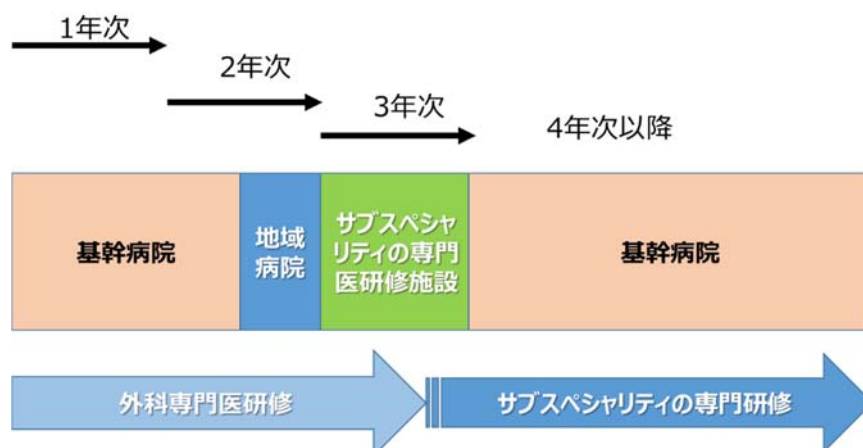 1年次
2年次
3年次
4年次以降
基幹病院
地域
病院
サブスペシャ
リティの専門
医研修施設
基幹病院
外科専門医研修
サブスペシャリティの専門研修